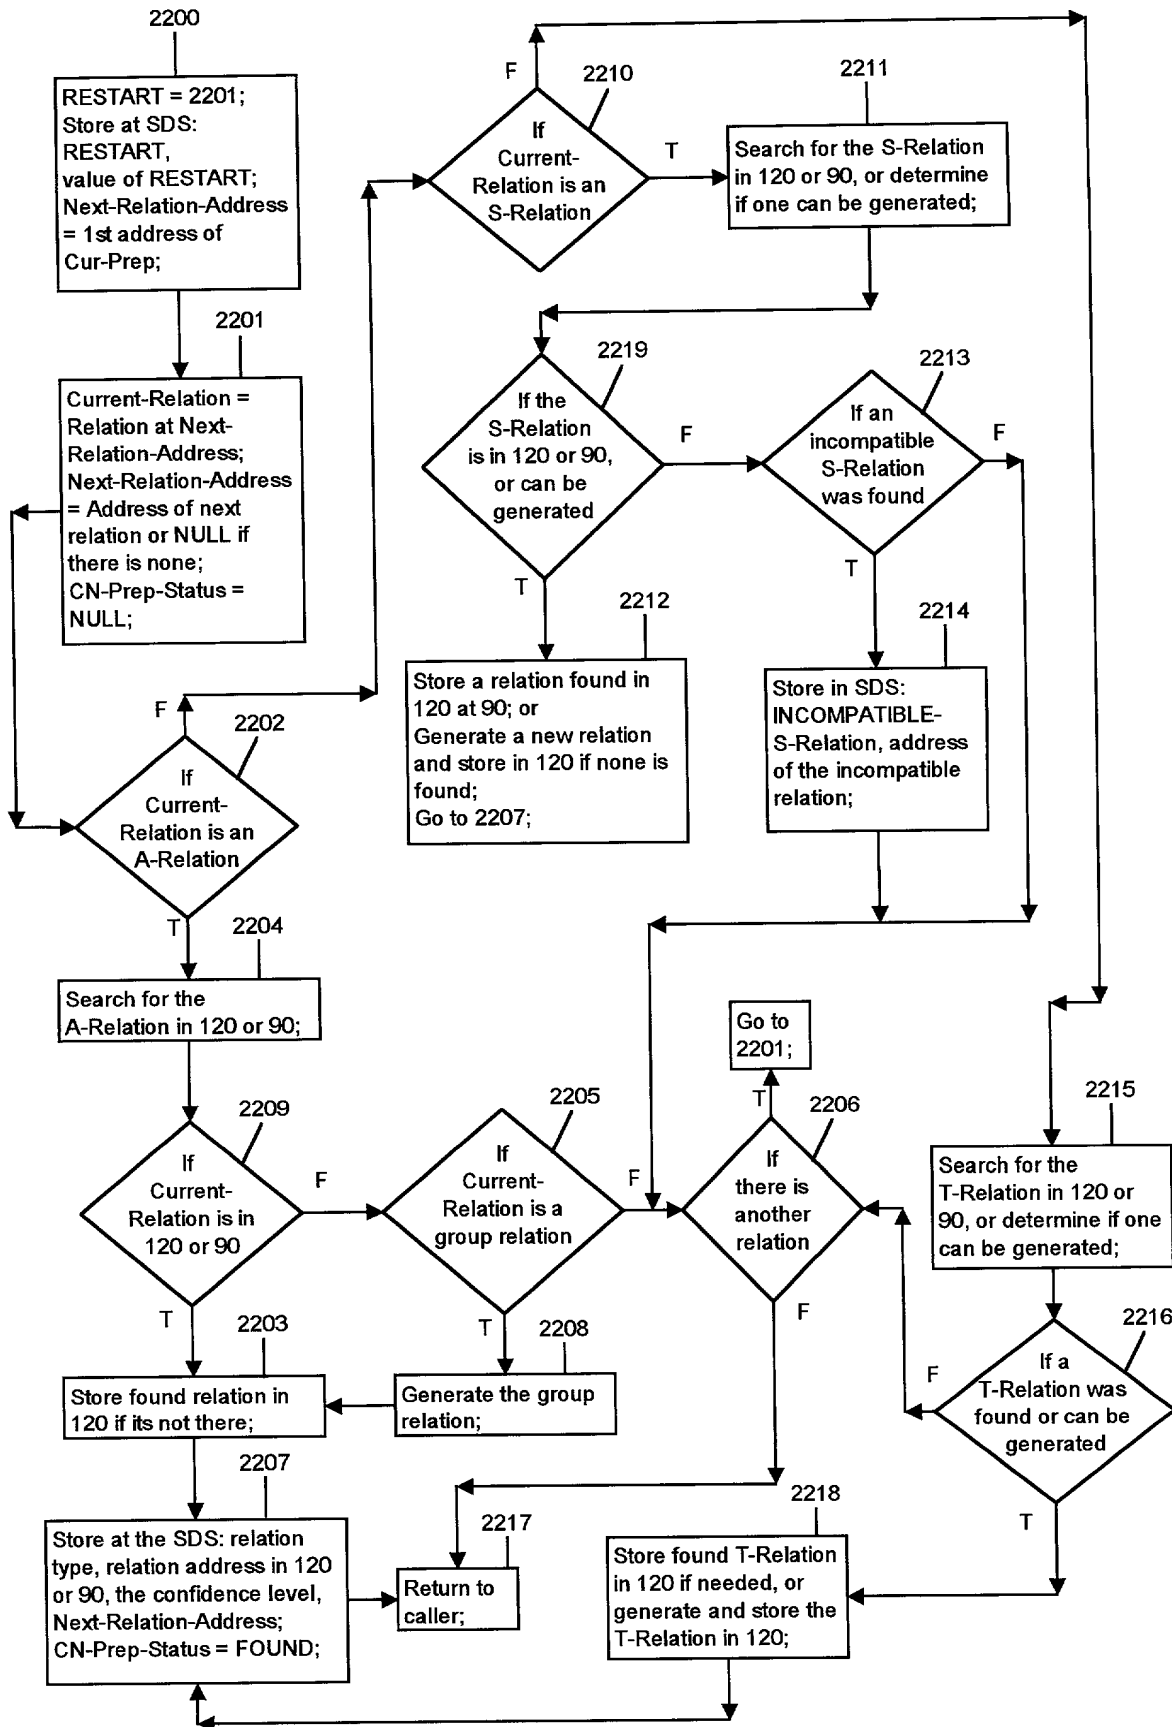 2200
RESTART = 2201;
Store at SDS:
RESTART,
value of RESTART;
Next-Relation-Address
= 1st address of
Cur-Prep;
2201
Current-Relation =
Relation at Next-
Relation-Address;
Next-Relation-Address
= Address of next
relation or NULL if
there is none;
CN-Prep-Status =
NULL;
F
2202
If
Current-
Relation is an
A-Relation
T
2204
Search for the
A-Relation in 120 or 90;
2209
If
Current-
Relation is in
120 or 90
F
T
2203
Store found relation in
120 if its not there;
2207
Store at the SDS: relation
type, relation address in 120
or 90, the confidence level,
Next-Relation-Address;
CN-Prep-Status = FOUND;
2205
If
Current-
Relation is a
group relation
F
T
2208
Generate the group
relation;
2217
Return to
caller;
F
2210
If
Current-
Relation is an
S-Relation
T
2211
Search for the S-Relation
in 120 or 90, or determine
if one can be generated;
2219
If the
S-Relation
is in 120 or 90,
or can be
generated
F
T
2212
Store a relation found in
120 at 90; or
Generate a new relation
and store in 120 if none is
found;
Go to 2207;
2213
If an
incompatible
S-Relation
was found
F
T
2214
Store in SDS:
INCOMPATIBLE-
S-Relation, address
of the incompatible
relation;
Go to
2201;
T
2206
If
there is
another
relation
F
2215
Search for the
T-Relation in 120 or
90, or determine if one
can be generated;
2216
If a
T-Relation was
found or can be
generated
F
T
2218
Store found T-Relation
in 120 if needed, or
generate and store the
T-Relation in 120;